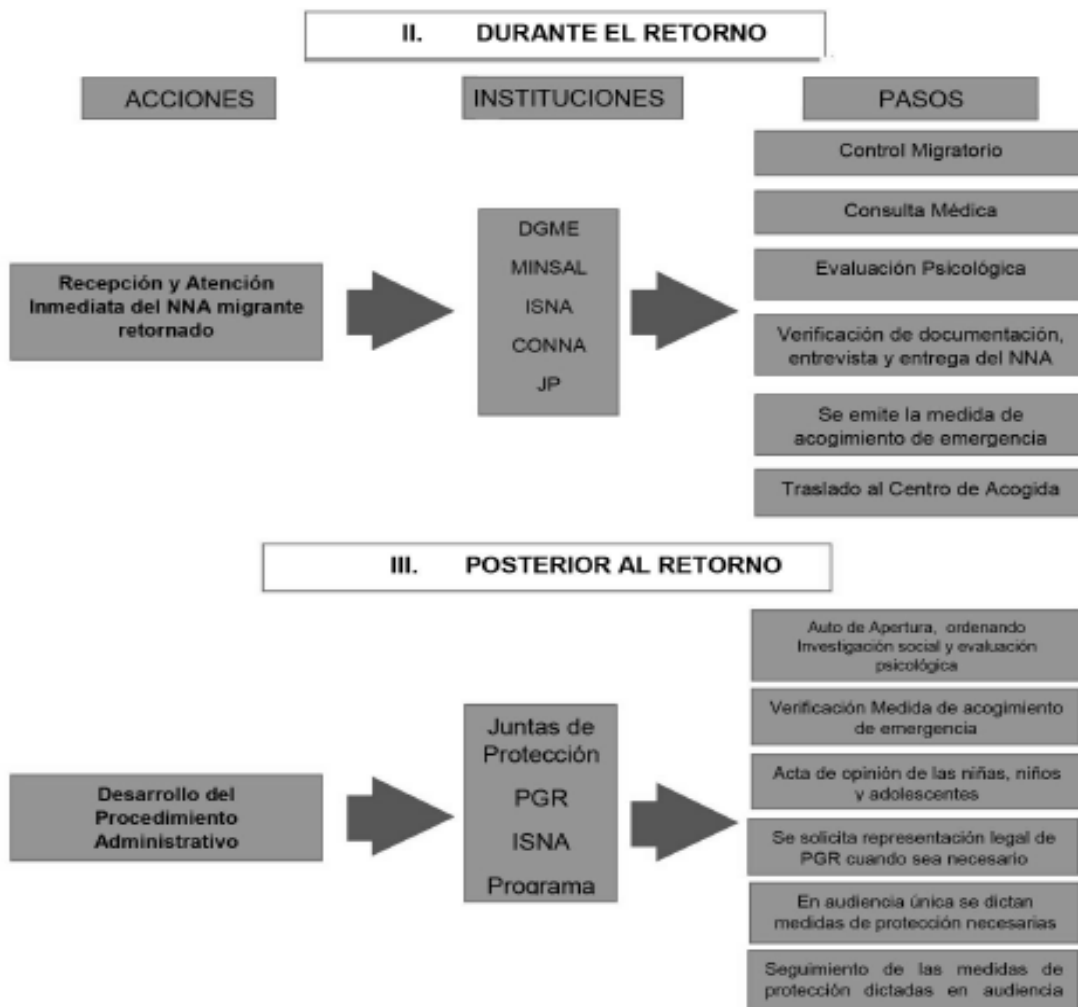 II. DURANTE EL RETORNO
ACCIONES
INSTITUCIONES
PASOS
Recepción y Atención
Inmediata del NNA migrante
retornado
DGME
MINSAL
ISNA
CONNA
JP
Control Migratorio
Consulta Médica
Evaluación Psicológica
Verificación de documentación,
entrevista y entrega del NNA
Se emite la medida de
acogimiento de emergencia
Traslado al Centro de Acogida
III. POSTERIOR AL RETORNO
Desarrollo del
Procedimiento
Administrativo
Juntas de
Protección
PGR
ISNA
Programa
Auto de Apertura, ordenando
Investigación social y evaluación
psicológica
Verificación Medida de acogimiento
de emergencia
Acta de opinión de las niñas, niños
y adolescentes
Se solicita representación legal de
PGR cuando sea necesario
En audiencia única se dictan
medidas de protección necesarias
Seguimiento de las medidas de
protección dictadas en audiencia